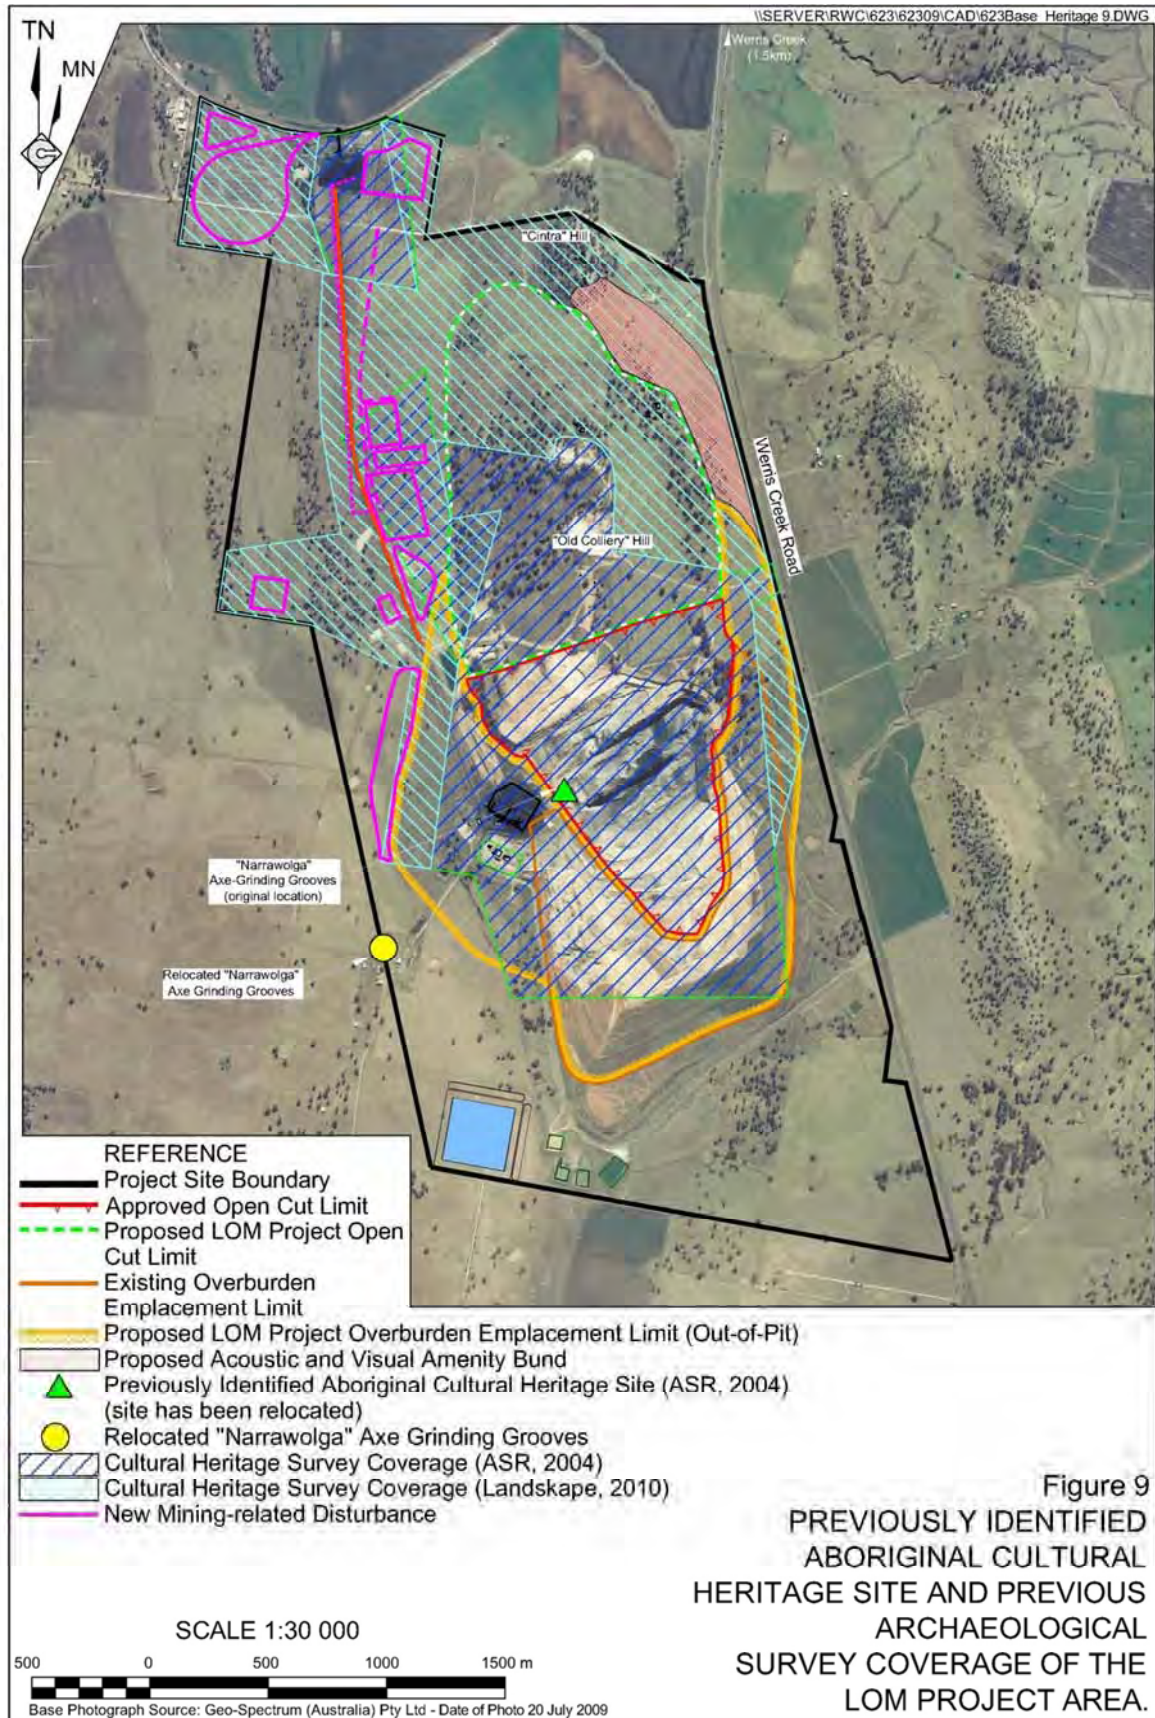 \\SERVER\RWC\623\62309\CAD\623Base Heritage 9.DWG
TN
MN
Werris Creek
(1.5km)
"Cintra" Hill
Werris Creek Road
"Old Colliery" Hill
"Narrawolga"
Axe-Grinding Grooves
(original location)
Relocated "Narrawolga"
Axe Grinding Grooves
REFERENCE
Project Site Boundary
Approved Open Cut Limit
Proposed LOM Project Open
Cut Limit
Existing Overburden
Emplacement Limit
Proposed LOM Project Overburden Emplacement Limit (Out-of-Pit)
Proposed Acoustic and Visual Amenity Bund
Previously Identified Aboriginal Cultural Heritage Site (ASR, 2004)
(site has been relocated)
Relocated "Narrawolga" Axe Grinding Grooves
Cultural Heritage Survey Coverage (ASR, 2004)
Cultural Heritage Survey Coverage (Landskape, 2010)
New Mining-related Disturbance
Figure 9
PREVIOUSLY IDENTIFIED
ABORIGINAL CULTURAL
HERITAGE SITE AND PREVIOUS
ARCHAEOLOGICAL
SURVEY COVERAGE OF THE
LOM PROJECT AREA.
SCALE 1:30 000
500 0 500 1000 1500 m
Base Photograph Source: Geo-Spectrum (Australia) Pty Ltd - Date of Photo 20 July 2009